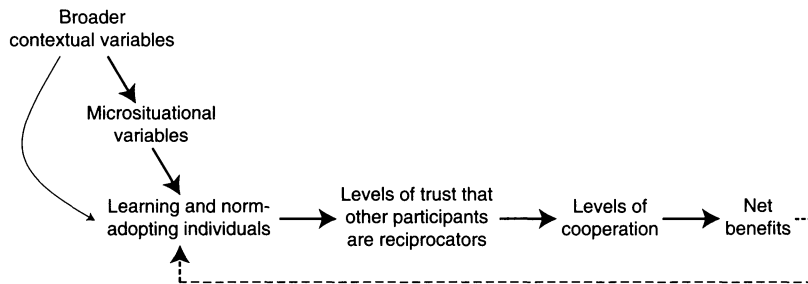 Broader
contextual variables
Microsituational
variables
Learning and norm-
adopting individuals
Levels of trust that
other participants
are reciprocators
Levels of
cooperation
Net
benefits